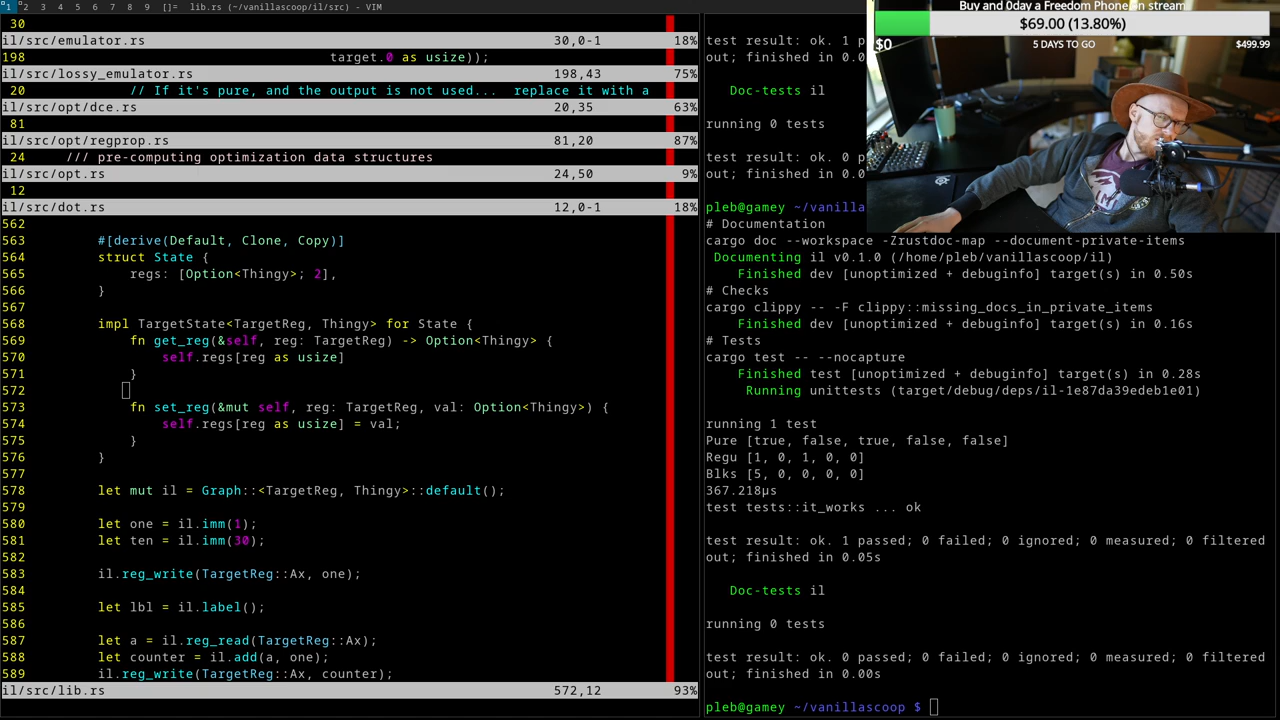 1 2 3 4 5 6 7 8 9 []= lib.rs (~/vanillascoop/il/src) - VIM
30
il/src/emulator.rs 30,0-1 18%
198 target.0 as usize));
il/src/lossy_emulator.rs 198,43 75%
20 // If it's pure, and the output is not used... replace it with a
il/src/opt/dce.rs 20,35 63%
81
il/src/opt/regprop.rs 81,20 87%
24 /// pre-computing optimization data structures
il/src/opt.rs 24,50 9%
12
il/src/dot.rs 12,0-1 18%
562
563 #[derive(Default, Clone, Copy)]
564 struct State {
565 regs: [Option<Thingy>; 2],
566 }
567
568 impl TargetState<TargetReg, Thingy> for State {
569 fn get_reg(&self, reg: TargetReg) -> Option<Thingy> {
570 self.regs[reg as usize]
571 }
572
573 fn set_reg(&mut self, reg: TargetReg, val: Option<Thingy>) {
574 self.regs[reg as usize] = val;
575 }
576 }
577
578 let mut il = Graph::<TargetReg, Thingy>::default();
579
580 let one = il.imm(1);
581 let ten = il.imm(30);
582
583 il.reg_write(TargetReg::Ax, one);
584
585 let lbl = il.label();
586
587 let a = il.reg_read(TargetReg::Ax);
588 let counter = il.add(a, one);
589 il.reg_write(TargetReg::Ax, counter);
il/src/lib.rs 572,12 93%
test result: ok. 1 p
out; finished in 0.0
Doc-tests il
running 0 tests
test result: ok. 0 p
out; finished in 0.0
pleb@gamey ~/vanilla
# Documentation
cargo doc --workspace -Zrustdoc-map --document-private-items
Documenting il v0.1.0 (/home/pleb/vanillascoop/il)
Finished dev [unoptimized + debuginfo] target(s) in 0.50s
# Checks
cargo clippy -- -F clippy::missing_docs_in_private_items
Finished dev [unoptimized + debuginfo] target(s) in 0.16s
# Tests
cargo test -- --nocapture
Finished test [unoptimized + debuginfo] target(s) in 0.28s
Running unittests (target/debug/deps/il-1e87da39edeb1e01)
running 1 test
Pure [true, false, true, false, false]
Regu [1, 0, 1, 0, 0]
Blks [5, 0, 0, 0, 0]
367.218µs
test tests::it_works ... ok
test result: ok. 1 passed; 0 failed; 0 ignored; 0 measured; 0 filtered
out; finished in 0.05s
Doc-tests il
running 0 tests
test result: ok. 0 passed; 0 failed; 0 ignored; 0 measured; 0 filtered
out; finished in 0.00s
pleb@gamey ~/vanillascoop $
Buy and 0day a Freedom Phone on stream
$69.00 (13.80%)
$0 5 DAYS TO GO $499.99